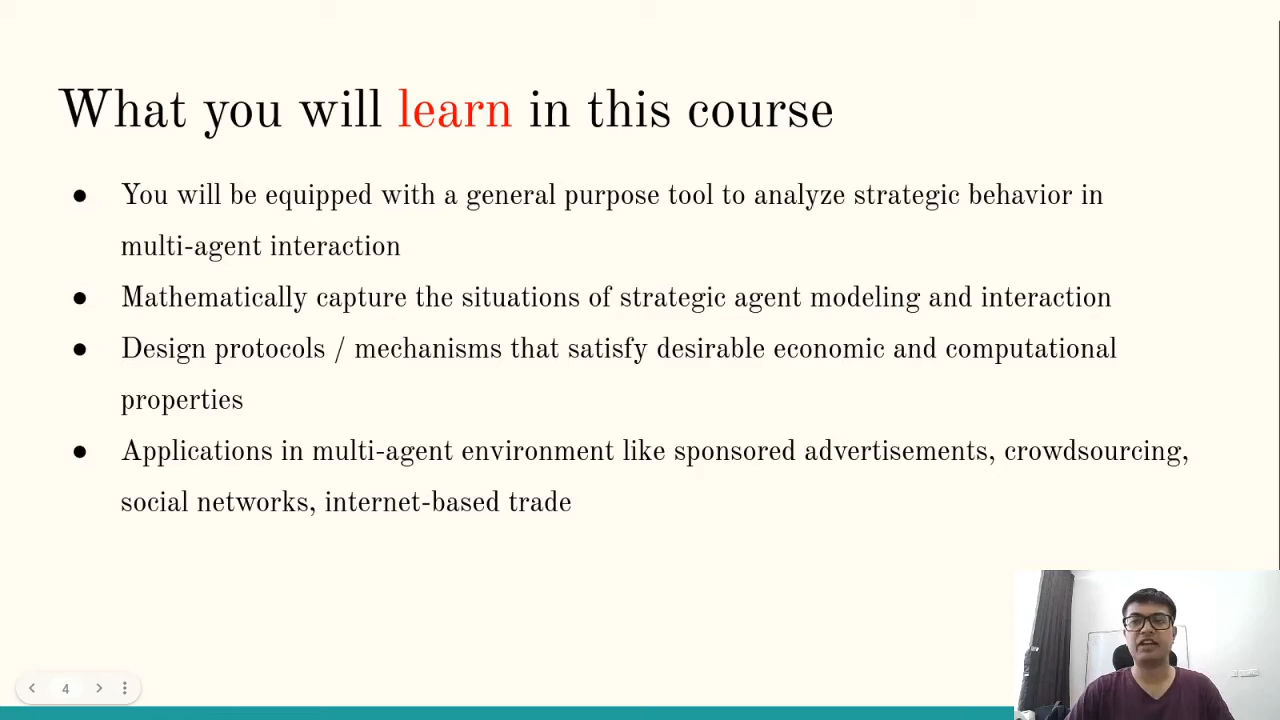 What you will learn in this course
● You will be equipped with a general purpose tool to analyze strategic behavior in
multi-agent interaction
● Mathematically capture the situations of strategic agent modeling and interaction
● Design protocols / mechanisms that satisfy desirable economic and computational
properties
● Applications in multi-agent environment like sponsored advertisements, crowdsourcing,
social networks, internet-based trade
4